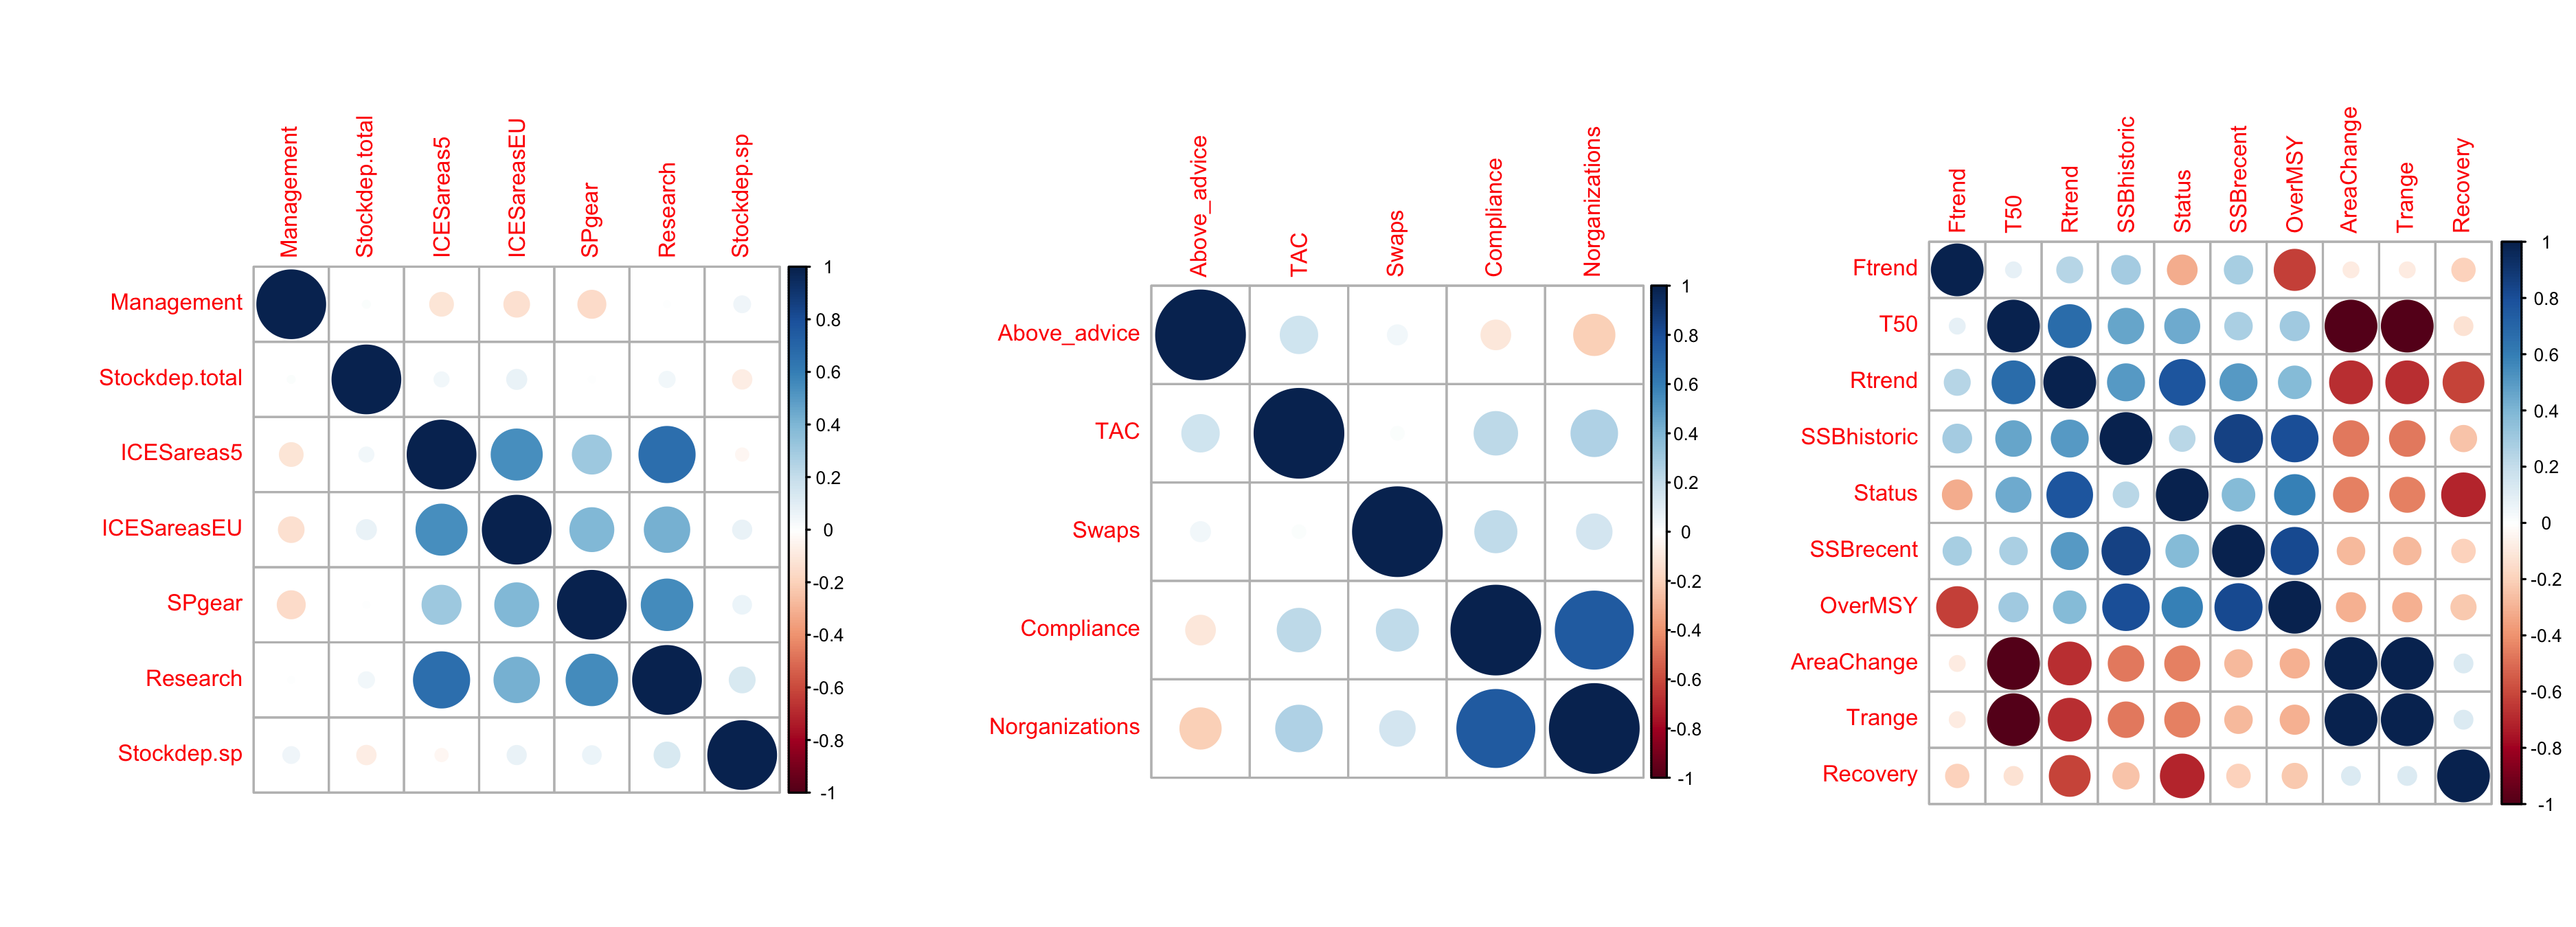 Management
Stockdep.total
ICESareas5
ICESareasEU
SPgear
Research
Stockdep.sp
Management
Stockdep.total
ICESareas5
ICESareasEU
SPgear
Research
Stockdep.sp
1
0.8
0.6
0.4
0.2
0
-0.2
-0.4
-0.6
-0.8
-1
Above_advice
TAC
Swaps
Compliance
Norganizations
Above_advice
TAC
Swaps
Compliance
Norganizations
1
0.8
0.6
0.4
0.2
0
-0.2
-0.4
-0.6
-0.8
-1
Ftrend
T50
Rtrend
SSBhistoric
Status
SSBrecent
OverMSY
AreaChange
Trange
Recovery
Ftrend
T50
Rtrend
SSBhistoric
Status
SSBrecent
OverMSY
AreaChange
Trange
Recovery
1
0.8
0.6
0.4
0.2
0
-0.2
-0.4
-0.6
-0.8
-1